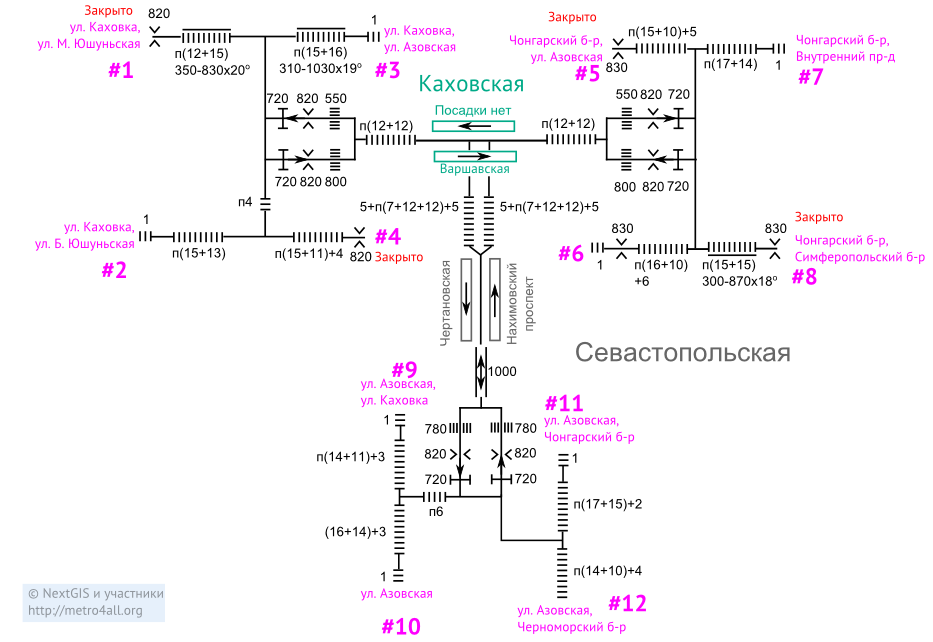 Закрыто
820
ул. Каховка,
ул. М. Юшуньская
#1
п(12+15)
350-830х20°
п(15+16)
310-1030х19°
1
ул. Каховка,
ул. Азовская
#3
Закрыто
Чонгарский б-р,
ул. Азовская
#5
830
п(15+10)+5
п(17+14)
1
Чонгарский б-р,
Внутренний пр-д
#7
Каховская
Посадки нет
Варшавская
720 820 550
720 820 800
п(12+12)
п(12+12)
550 820 720
800 820 720
п4
5+п(7+12+12)+5
5+п(7+12+12)+5
ул. Каховка,
ул. Б. Юшуньская
#2
1
п(15+13)
п(15+11)+4
820
#4
Закрыто
#6
1
830
п(16+10)
+6
п(15+15)
300-870х18°
830
Закрыто
Чонгарский б-р,
Симферопольский б-р
#8
Чертановская
Нахимовский
проспект
Севастопольская
1000
#9
ул. Азовская,
ул. Каховка
1
п(14+11)+3
780
820
720
780
820
720
п6
#11
ул. Азовская,
Чонгарский б-р
1
п(17+15)+2
(16+14)+3
1
ул. Азовская
#10
п(14+10)+4
#12
ул. Азовская,
Черноморский б-р
© NextGIS и участники
http://metro4all.org